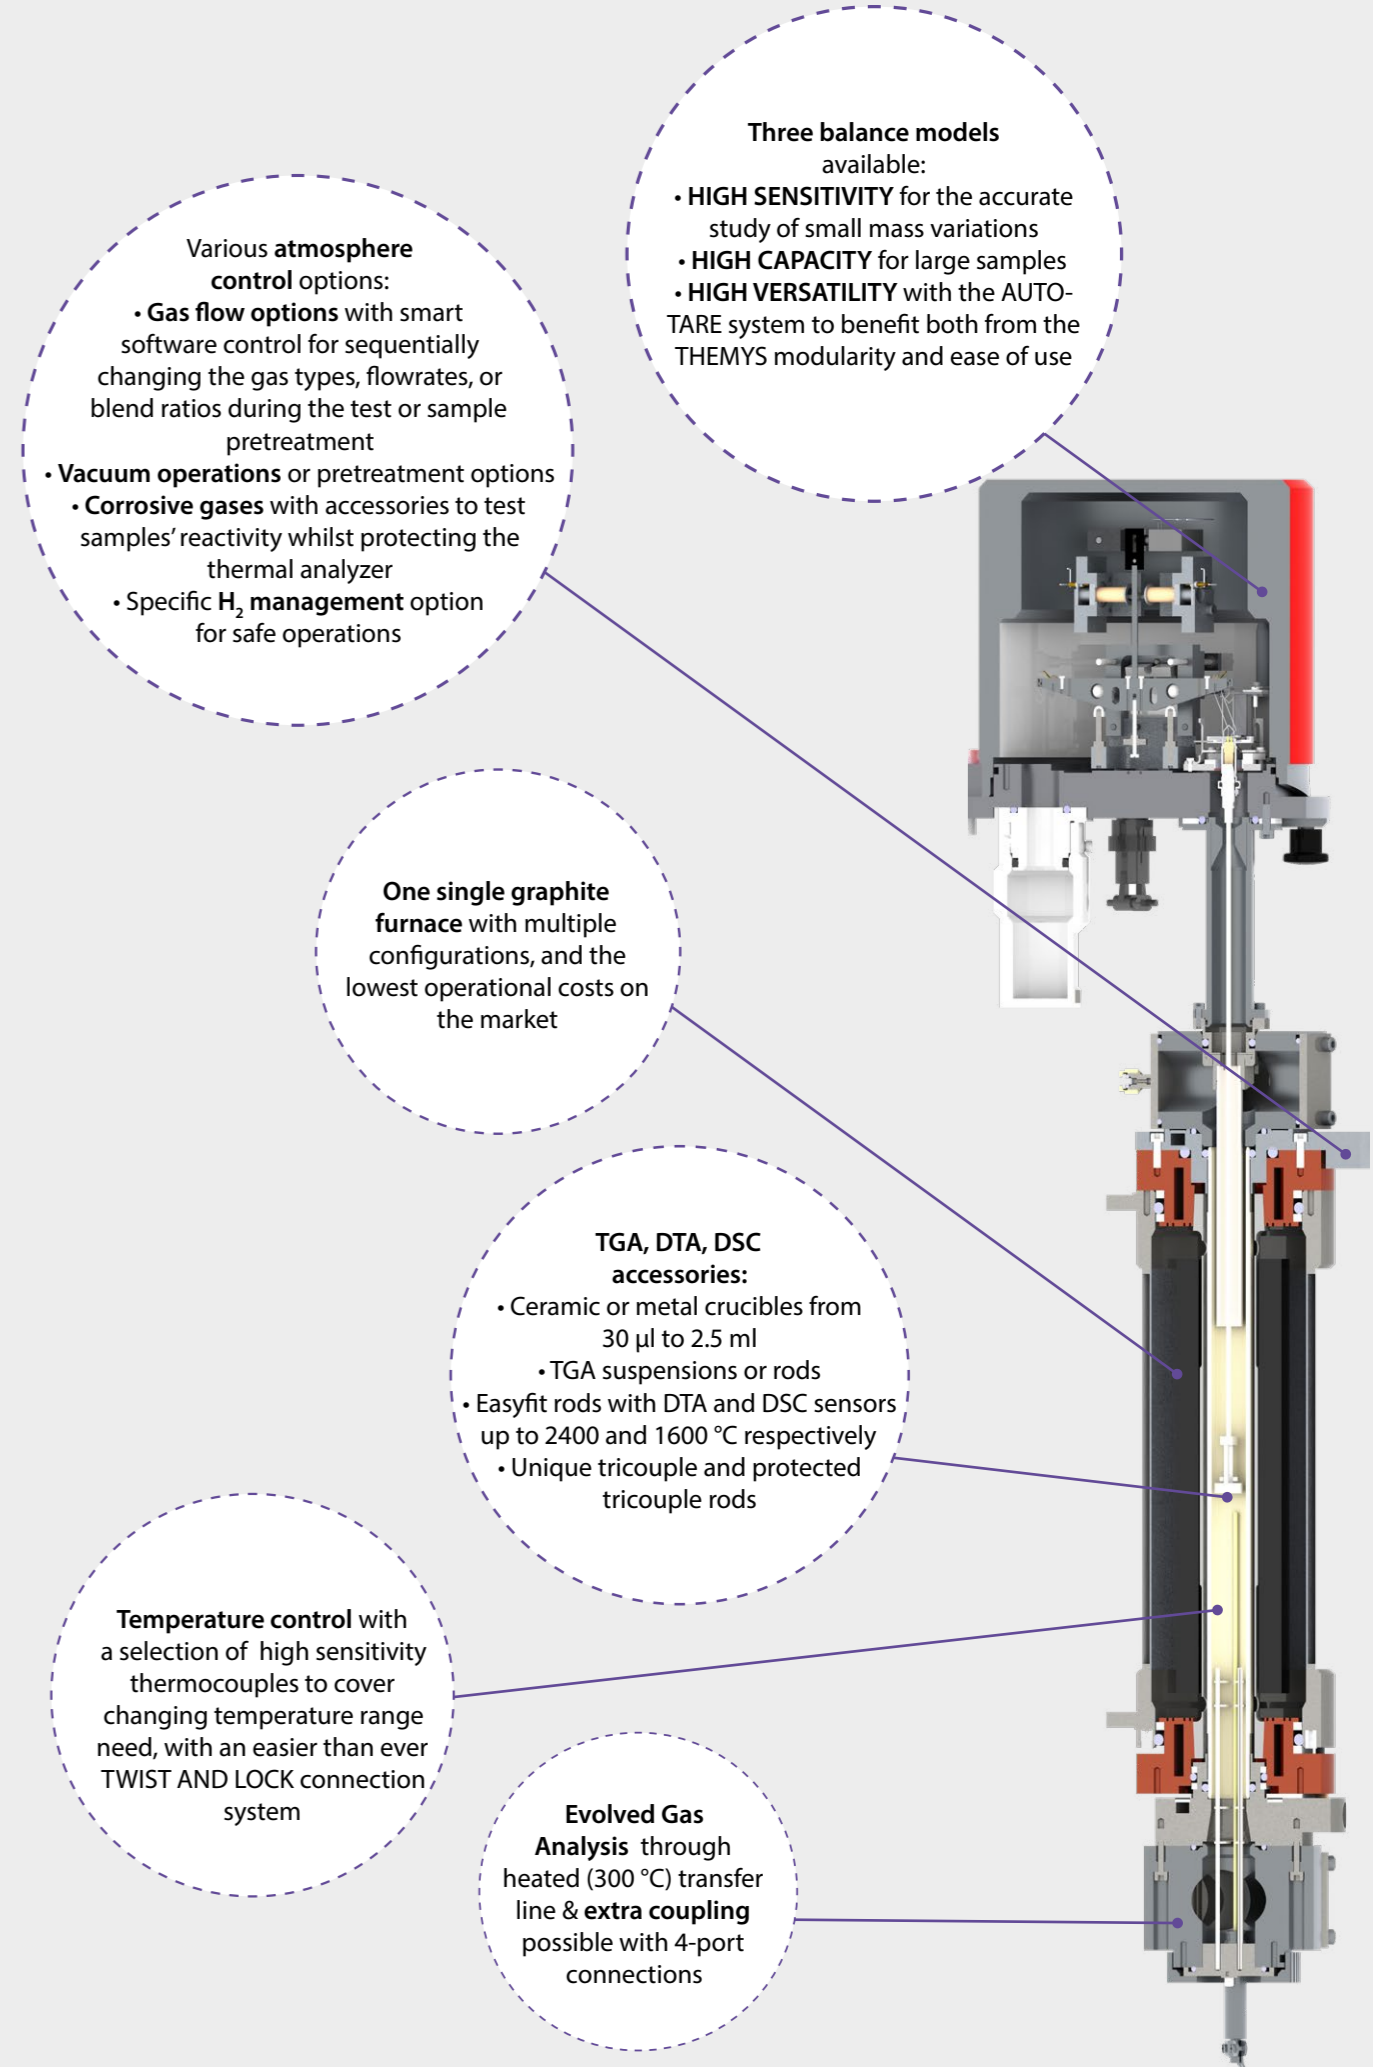 Three balance models
available:
• HIGH SENSITIVITY for the accurate
study of small mass variations
• HIGH CAPACITY for large samples
• HIGH VERSATILITY with the AUTO-
TARE system to benefit both from the
THEMYS modularity and ease of use
Various atmosphere
control options:
• Gas flow options with smart
software control for sequentially
changing the gas types, flowrates, or
blend ratios during the test or sample
pretreatment
• Vacuum operations or pretreatment options
• Corrosive gases with accessories to test
samples’ reactivity whilst protecting the
thermal analyzer
• Specific H₂ management option
for safe operations
One single graphite
furnace with multiple
configurations, and the
lowest operational costs on
the market
TGA, DTA, DSC
accessories:
• Ceramic or metal crucibles from
30 µl to 2.5 ml
• TGA suspensions or rods
• Easyfit rods with DTA and DSC sensors
up to 2400 and 1600 °C respectively
• Unique tricouple and protected
tricouple rods
Temperature control with
a selection of high sensitivity
thermocouples to cover
changing temperature range
need, with an easier than ever
TWIST AND LOCK connection
system
Evolved Gas
Analysis through
heated (300 °C) transfer
line & extra coupling
possible with 4-port
connections